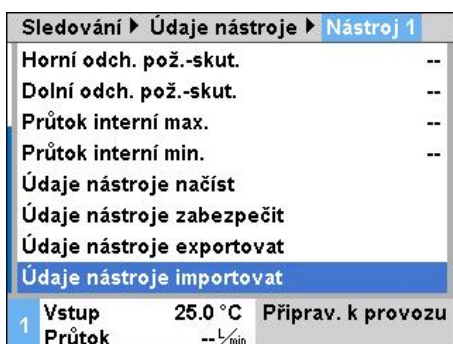 Sledování ▶ Údaje nástroje ▶ Nástroj 1
Horní odch. pož.-skut. --
Dolní odch. pož.-skut. --
Průtok interní max. --
Průtok interní min. --
Údaje nástroje načíst
Údaje nástroje zabezpečit
Údaje nástroje exportovat
Údaje nástroje importovat
1 Vstup 25.0 °C Připrav. k provozu
Průtok -- L/min